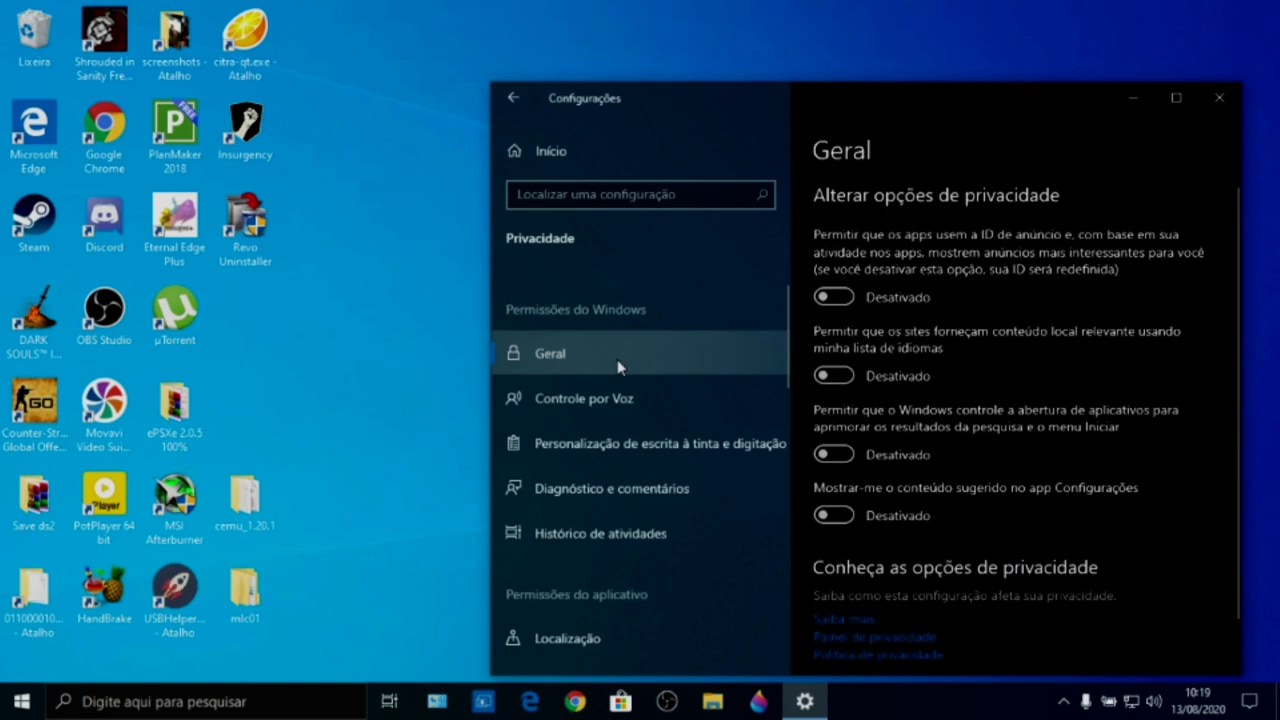 Lixeira
Shrouded in
Sanity Fre...
screenshots -
Atalho
citra-qt.exe -
Atalho
Microsoft
Edge
Google
Chrome
FREE
PlanMaker
2018
Insurgency
Steam
Discord
Eternal Edge
Plus
Revo
Uninstaller
DARK
SOULS™ I...
OBS Studio
µTorrent
GO
Counter-Str...
Global Offe...
Movavi
Video Sui...
ePSXe 2.0.5
100%
Save ds2
Player
PotPlayer 64
bit
MSI
Afterburner
cemu_1.20.1
011000010...
- Atalho
HandBrake
USBHelper...
- Atalho
mlc01
Configurações
Início
Localizar uma configuração
Privacidade
Permissões do Windows
Geral
Controle por Voz
Personalização de escrita à tinta e digitação
Diagnóstico e comentários
Histórico de atividades
Permissões do aplicativo
Localização
Geral
Alterar opções de privacidade
Permitir que os apps usem a ID de anúncio e, com base em sua
atividade nos apps, mostrem anúncios mais interessantes para você
(se você desativar esta opção, sua ID será redefinida)
Desativado
Permitir que os sites forneçam conteúdo local relevante usando
minha lista de idiomas
Desativado
Permitir que o Windows controle a abertura de aplicativos para
aprimorar os resultados da pesquisa e o menu Iniciar
Desativado
Mostrar-me o conteúdo sugerido no app Configurações
Desativado
Conheça as opções de privacidade
Saiba como esta configuração afeta sua privacidade.
Saiba mais
Painel de privacidade
Política de privacidade
Digite aqui para pesquisar
10:19
13/08/2020